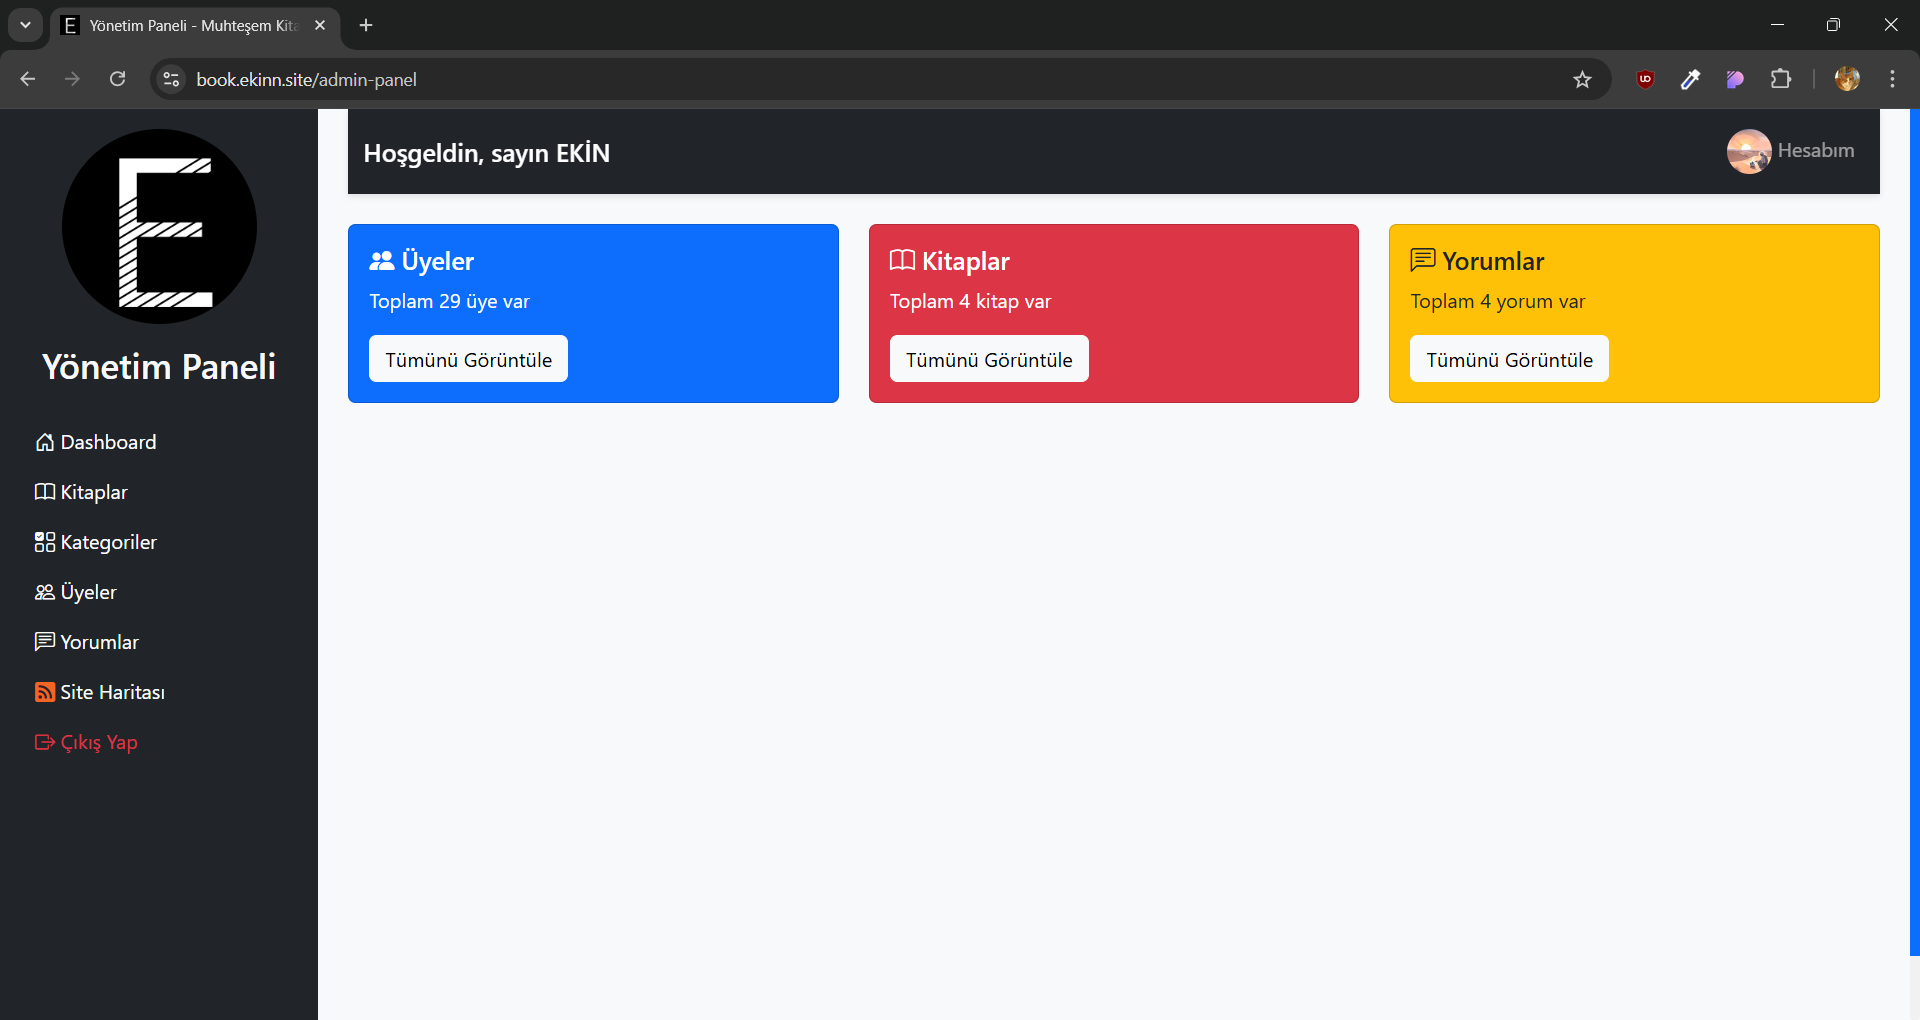 Yönetim Paneli - Muhteşem Kita
book.ekinn.site/admin-panel
E
Yönetim Paneli
Dashboard
Kitaplar
Kategoriler
Üyeler
Yorumlar
Site Haritası
Çıkış Yap
Hoşgeldin, sayın EKİN
Hesabım
Üyeler
Toplam 29 üye var
Tümünü Görüntüle
Kitaplar
Toplam 4 kitap var
Tümünü Görüntüle
Yorumlar
Toplam 4 yorum var
Tümünü Görüntüle